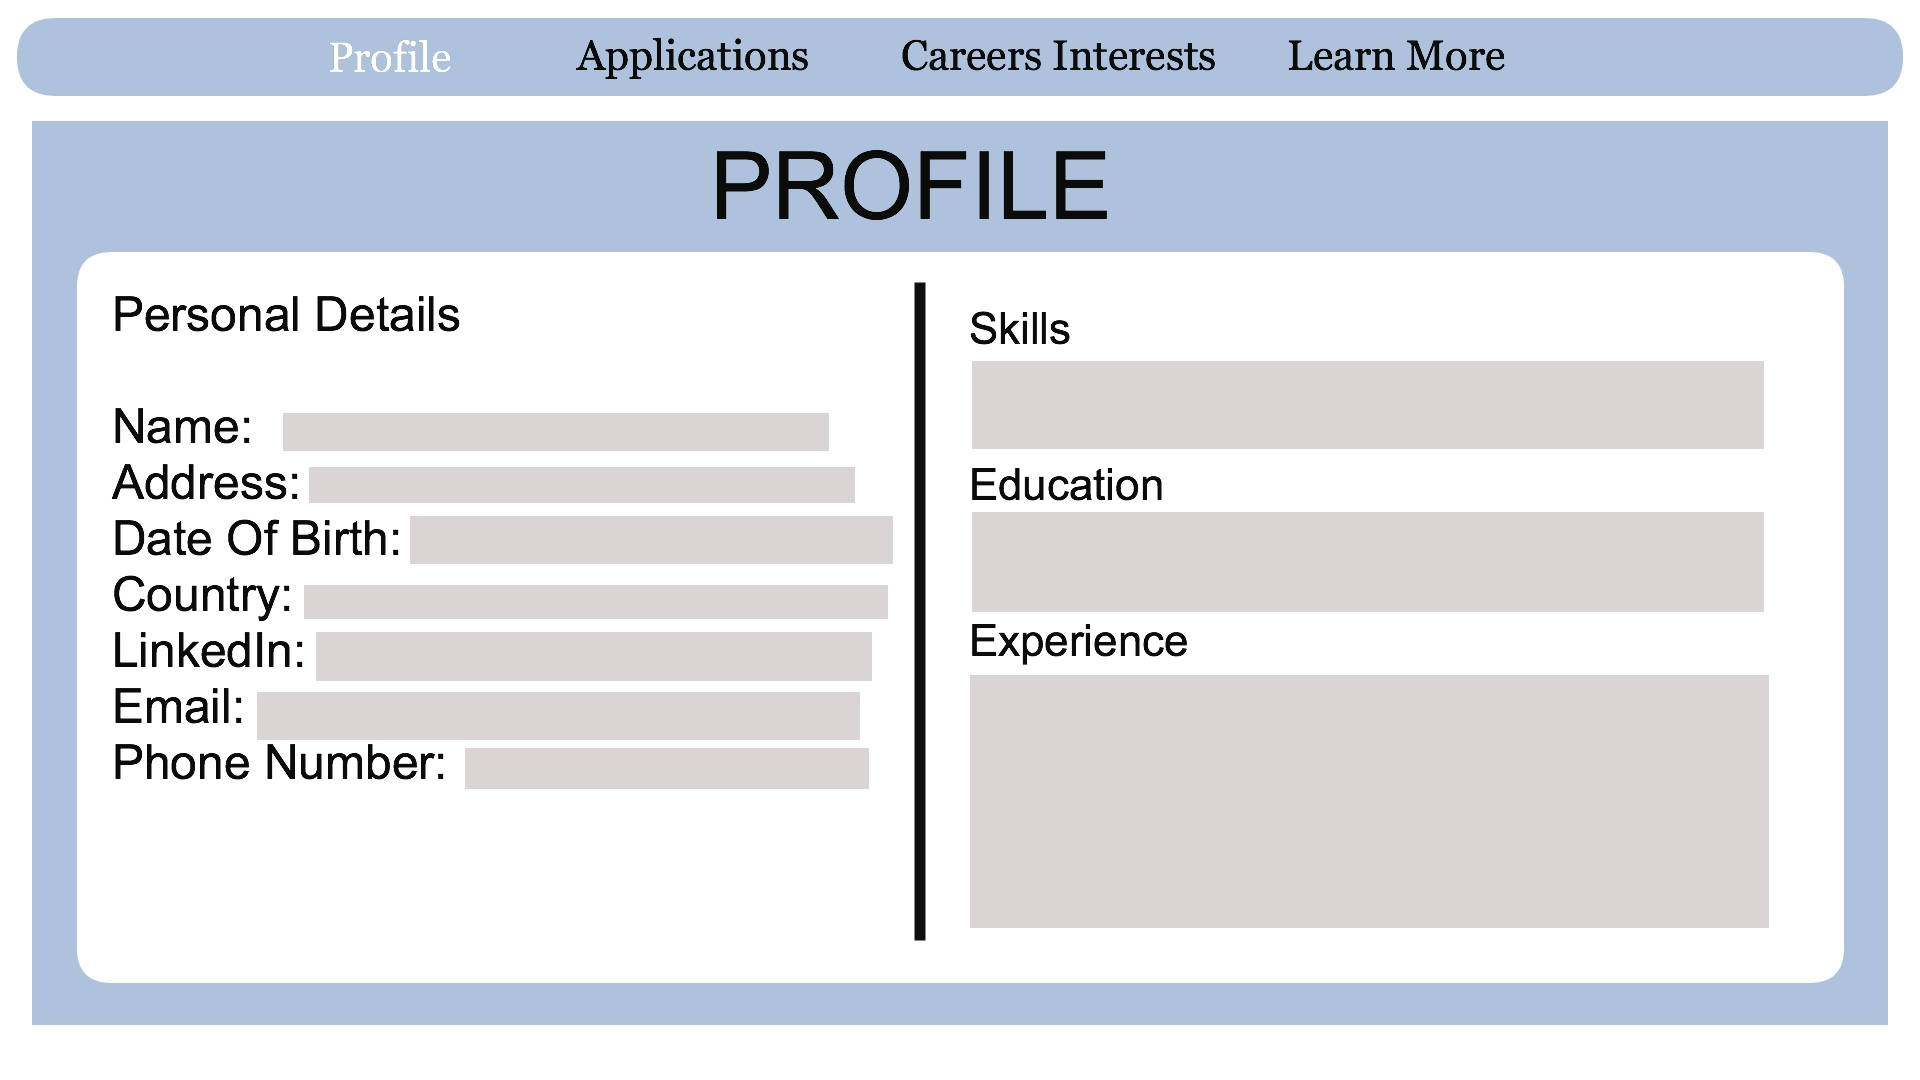 Profile Applications Careers Interests Learn More
PROFILE
Personal Details
Name:
Address:
Date Of Birth:
Country:
LinkedIn:
Email:
Phone Number:
Skills
Education
Experience